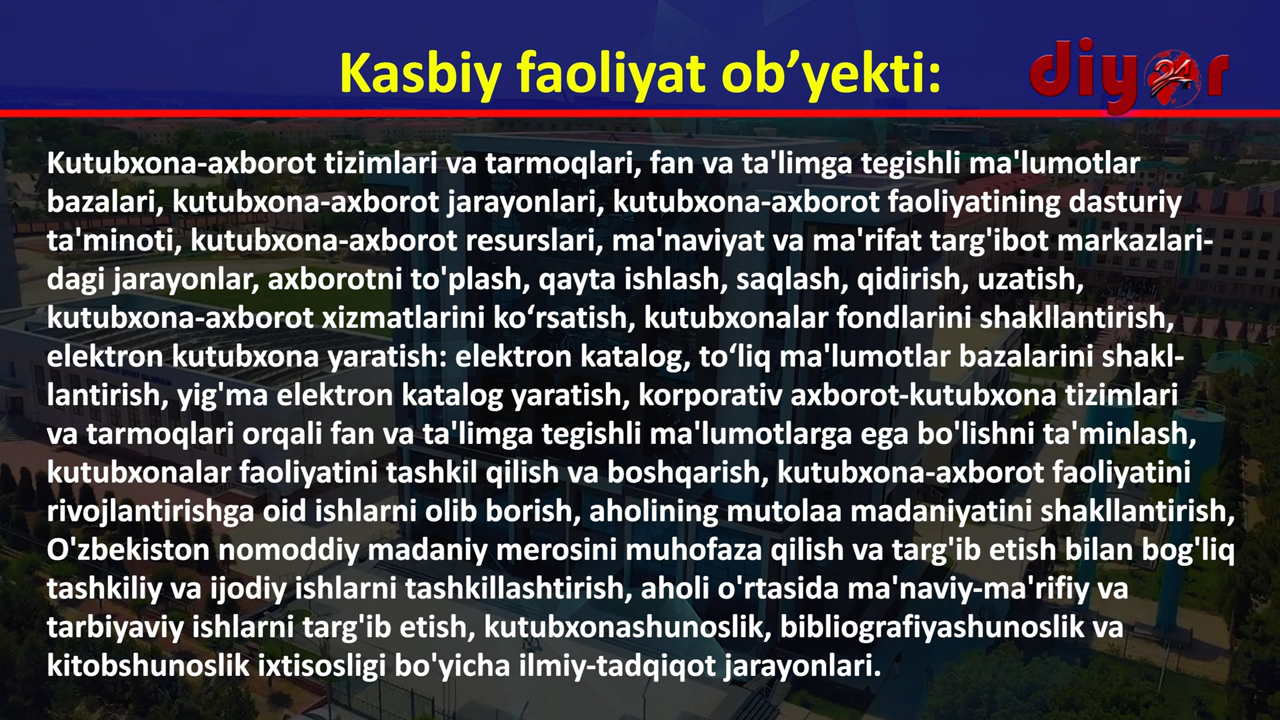 Kasbiy faoliyat ob’yekti:
diyor
24
Kutubxona-axborot tizimlari va tarmoqlari, fan va ta'limga tegishli ma'lumotlar
bazalari, kutubxona-axborot jarayonlari, kutubxona-axborot faoliyatining dasturiy
ta'minoti, kutubxona-axborot resurslari, ma'naviyat va ma'rifat targ'ibot markazlari-
dagi jarayonlar, axborotni to'plash, qayta ishlash, saqlash, qidirish, uzatish,
kutubxona-axborot xizmatlarini ko‘rsatish, kutubxonalar fondlarini shakllantirish,
elektron kutubxona yaratish: elektron katalog, to‘liq ma'lumotlar bazalarini shakl-
lantirish, yig'ma elektron katalog yaratish, korporativ axborot-kutubxona tizimlari
va tarmoqlari orqali fan va ta'limga tegishli ma'lumotlarga ega bo'lishni ta'minlash,
kutubxonalar faoliyatini tashkil qilish va boshqarish, kutubxona-axborot faoliyatini
rivojlantirishga oid ishlarni olib borish, aholining mutolaa madaniyatini shakllantirish,
O'zbekiston nomoddiy madaniy merosini muhofaza qilish va targ'ib etish bilan bog'liq
tashkiliy va ijodiy ishlarni tashkillashtirish, aholi o'rtasida ma'naviy-ma'rifiy va
tarbiyaviy ishlarni targ'ib etish, kutubxonashunoslik, bibliografiyashunoslik va
kitobshunoslik ixtisosligi bo'yicha ilmiy-tadqiqot jarayonlari.